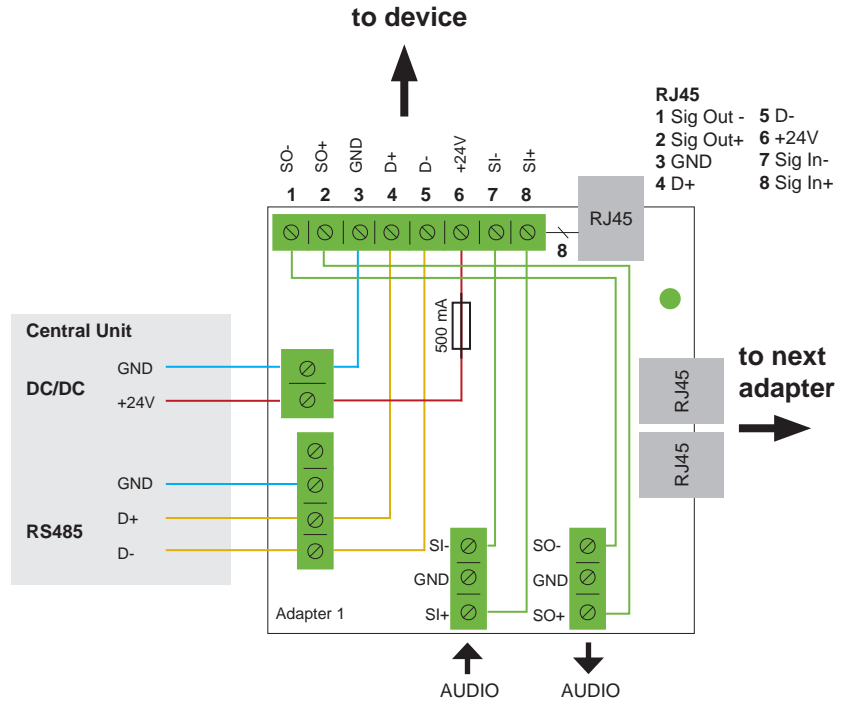 to device
RJ45
1 Sig Out - 5 D-
2 Sig Out+ 6 +24V
3 GND 7 Sig In-
4 D+ 8 Sig In+
SO- SO+ GND D+ D- +24V SI- SI+
1 2 3 4 5 6 7 8
RJ45
8
500 mA
Central Unit
DC/DC
GND
+24V
RS485
GND
D+
D-
to next
adapter
RJ45
RJ45
SI-
GND
SI+
SO-
GND
SO+
Adapter 1
AUDIO
AUDIO